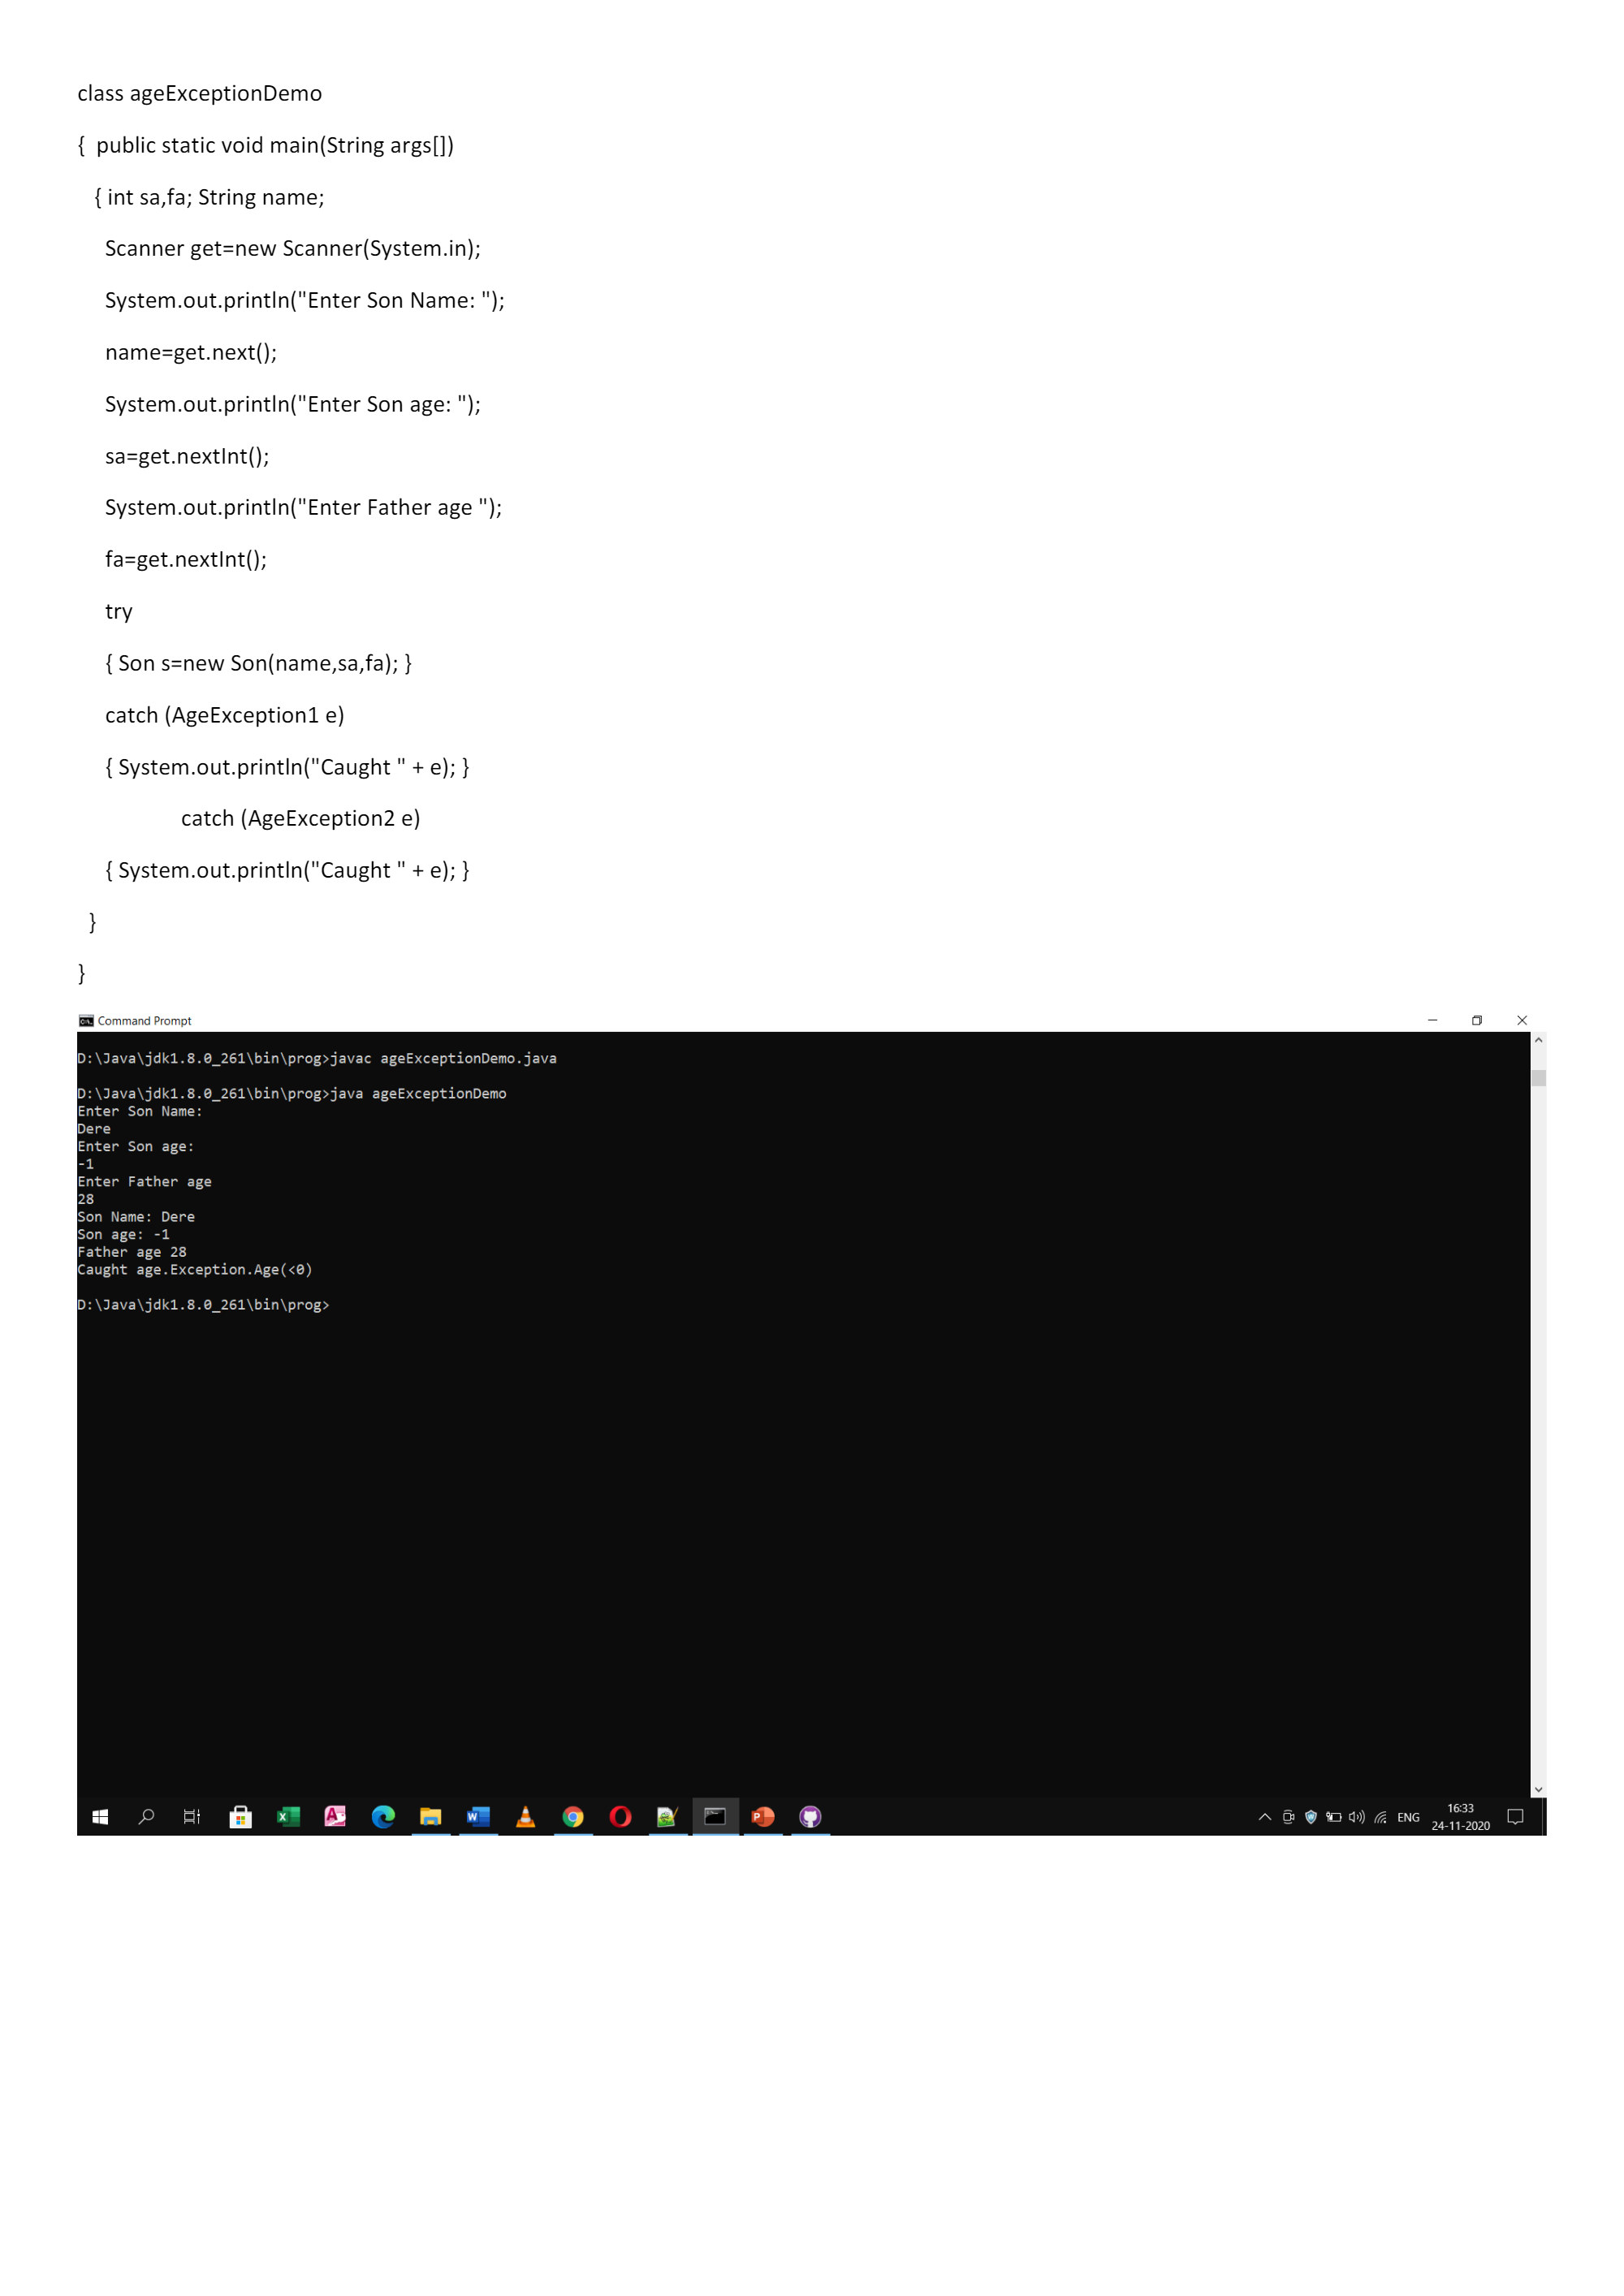 class ageExceptionDemo
{  public static void main(String args[])
{ int sa,fa; String name;
Scanner get=new Scanner(System.in);
System.out.println("Enter Son Name: ");
name=get.next();
System.out.println("Enter Son age: ");
sa=get.nextInt();
System.out.println("Enter Father age ");
fa=get.nextInt();
try
{ Son s=new Son(name,sa,fa); }
catch (AgeException1 e)
{ System.out.println("Caught " + e); }
catch (AgeException2 e)
{ System.out.println("Caught " + e); }
}
}
Command Prompt
D:\Java\jdk1.8.0_261\bin\prog>javac ageExceptionDemo.java
D:\Java\jdk1.8.0_261\bin\prog>java ageExceptionDemo
Enter Son Name:
Dere
Enter Son age:
-1
Enter Father age
28
Son Name: Dere
Son age: -1
Father age 28
Caught age.Exception.Age(<0)
D:\Java\jdk1.8.0_261\bin\prog>
ENG
16:33
24-11-2020